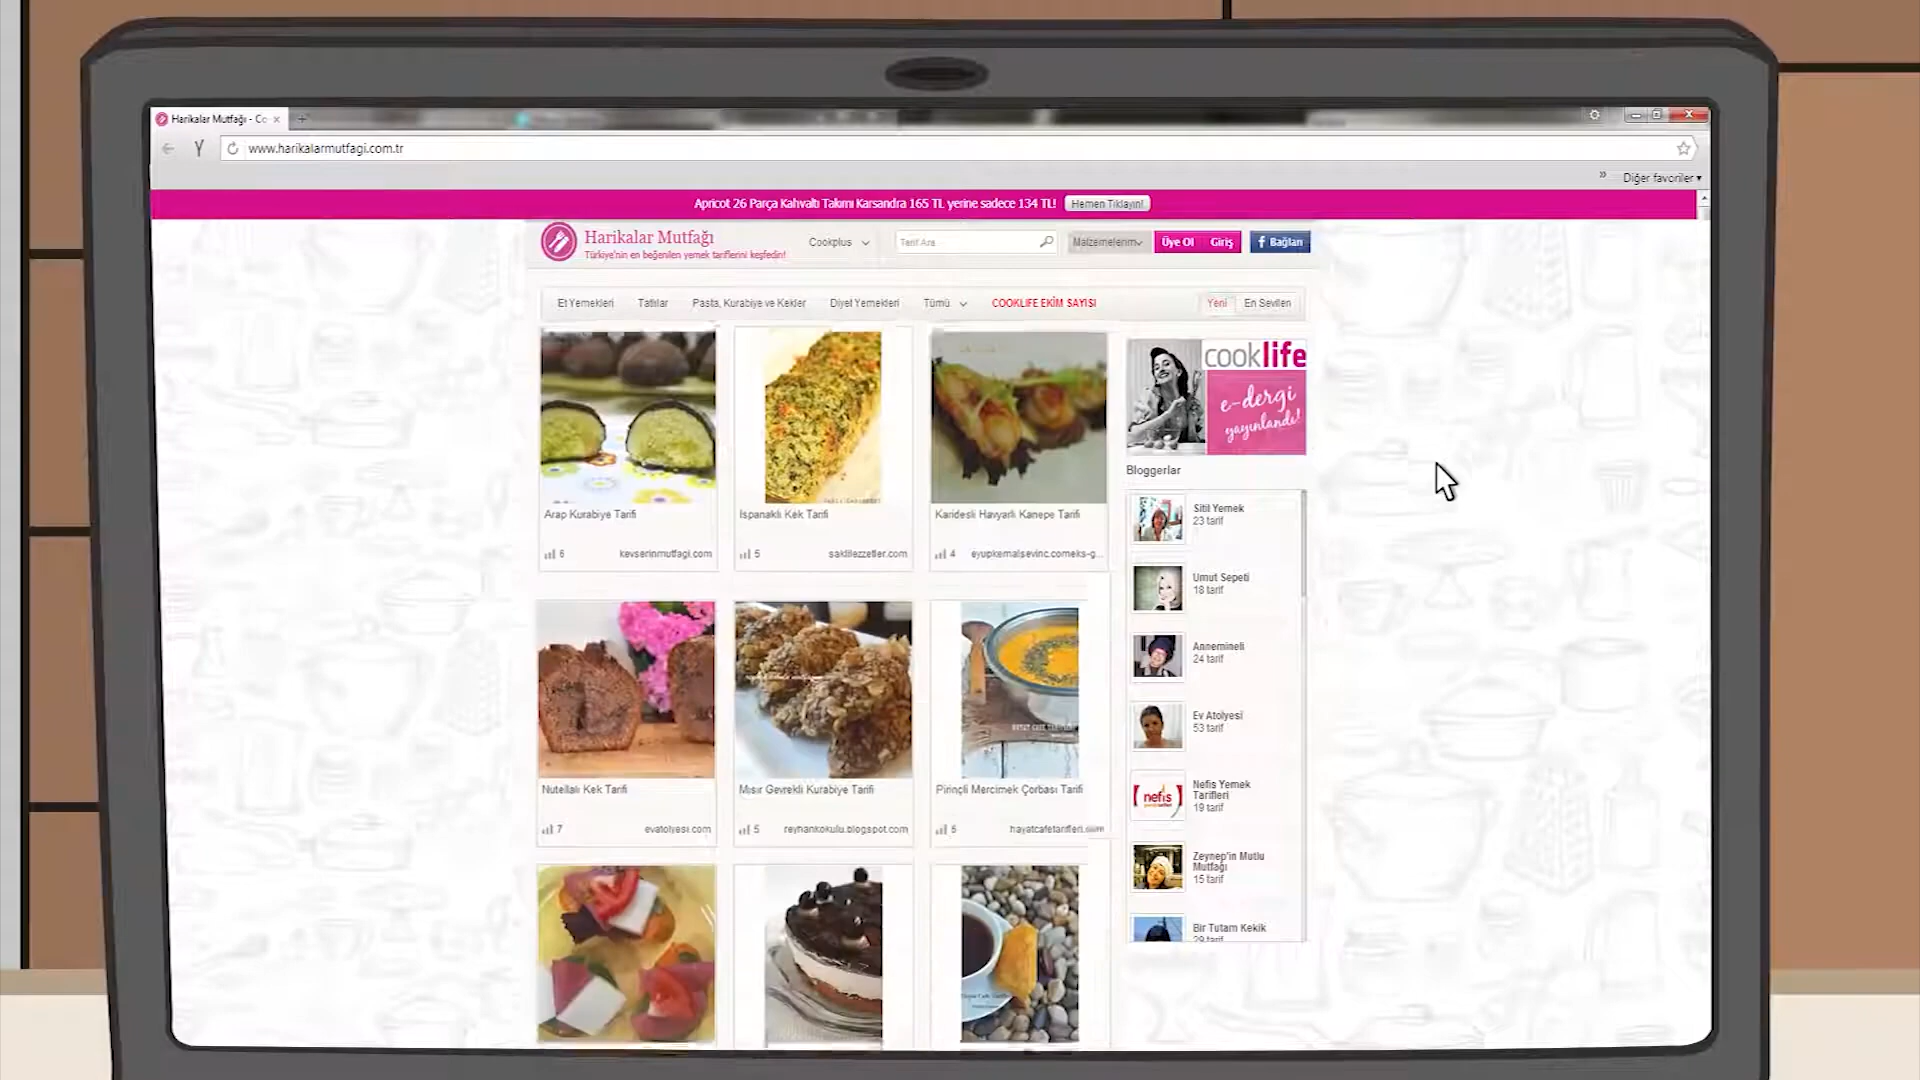 Harikalar Mutfağı - Co
www.harikalarmutfagi.com.tr
Diğer favoriler
Apricot 26 Parça Kahvaltı Takımı Karsandra 165 TL yerine sadece 134 TL! Hemen Tıklayın!
Harikalar Mutfağı
Türkiye'nin en beğenilen yemek tariflerini keşfedin!
Cookplus
Tarif Ara
Malzemelerim
Üye Ol Giriş
f Bağlan
Et Yemekleri Tatlılar Pasta, Kurabiye ve Kekler Diyet Yemekleri Tümü COOKLIFE EKİM SAYISI Yeni En Sevilen
Arap Kurabiye Tarifi
6 kevserinmutfagi.com
Ispanaklı Kek Tarifi
5 saklilezzetler.com
Karidesli Havyarlı Kanepe Tarifi
4 eyupkemalsevinc.comeks-g...
cooklife
e-dergi
yayınlandı!
Bloggerlar
Sitil Yemek
23 tarif
Umut Sepeti
18 tarif
Annemineli
24 tarif
Ev Atolyesi
53 tarif
nefis
Nefis Yemek
Tarifleri
19 tarif
Zeynep'in Mutlu
Mutfağı
15 tarif
Bir Tutam Kekik
29 tarif
Nutellalı Kek Tarifi
7 evatolyesi.com
Mısır Gevrekli Kurabiye Tarifi
5 reyhankokulu.blogspot.com
Pirinçli Mercimek Çorbası Tarifi
5 hayatcafetarifleri.com